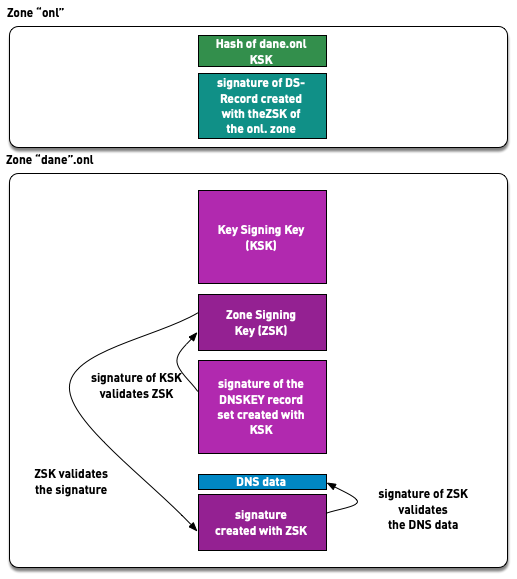 Zone “onl”
Hash of dane.onl
KSK
signature of DS-
Record created
with theZSK of
the onl. zone
Zone “dane”.onl
Key Signing Key
(KSK)
Zone Signing
Key (ZSK)
signature of KSK
validates ZSK
signature of the
DNSKEY record
set created with
KSK
ZSK validates
the signature
DNS data
signature
created with ZSK
signature of ZSK
validates
the DNS data